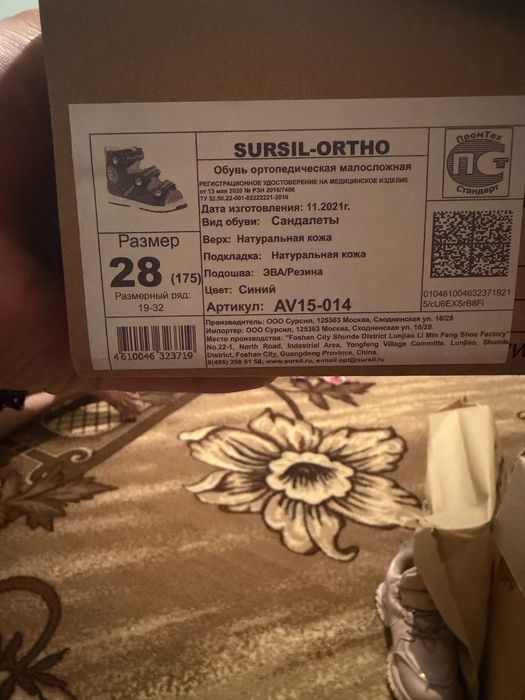 SURSIL-ORTHO
Обувь ортопедическая малосложная
РЕГИСТРАЦИОННОЕ УДОСТОВЕРЕНИЕ НА МЕДИЦИНСКОЕ ИЗДЕЛИЕ
от 13 мая 2020 № РЗН 2016/7406
ТУ 32.50.22-001-02222221-2016
Дата изготовления: 11.2021г.
Вид обуви: Сандалеты
Верх: Натуральная кожа
Подкладка: Натуральная кожа
Подошва: ЭВА/Резина
Цвет: Синий
Артикул: AV15-014
Размер
28 (175)
Размерный ряд:
19-32
4610046 323719
ПромТех
ПСТ
Стандарт
010461004632371921
5/cU6EXSrB8Fi
Производитель: ООО Сурсил, 125363 Москва, Сходненская ул. 16/28
Импортер: ООО Сурсил, 125363 Москва, Сходненская ул. 16/28.
Место производства: "Foshan City Shunde District Lunjiao Li Min Feng Shoe Factory"
No.22-1, North Road, Indastrial Area, Yongfeng Village Committe, Lunjiao, Shunde
District, Foshan City, Guangdong Province, China.
8(495) 258 61 58; www.sursil.ru, e-mail opt@sursil.ru